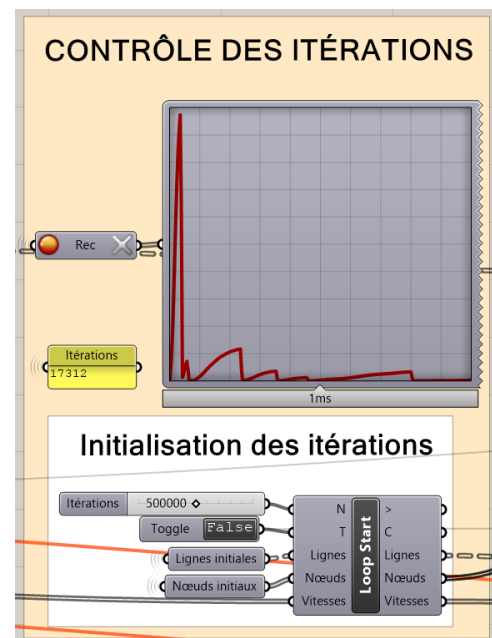 CONTRÔLE DES ITÉRATIONS
Rec
Itérations
17312
1ms
Initialisation des itérations
Itérations 500000
Toggle False
Lignes initiales
Nœuds initiaux
N
T
Lignes
Nœuds
Vitesses
Loop Start
>
C
Lignes
Nœuds
Vitesses